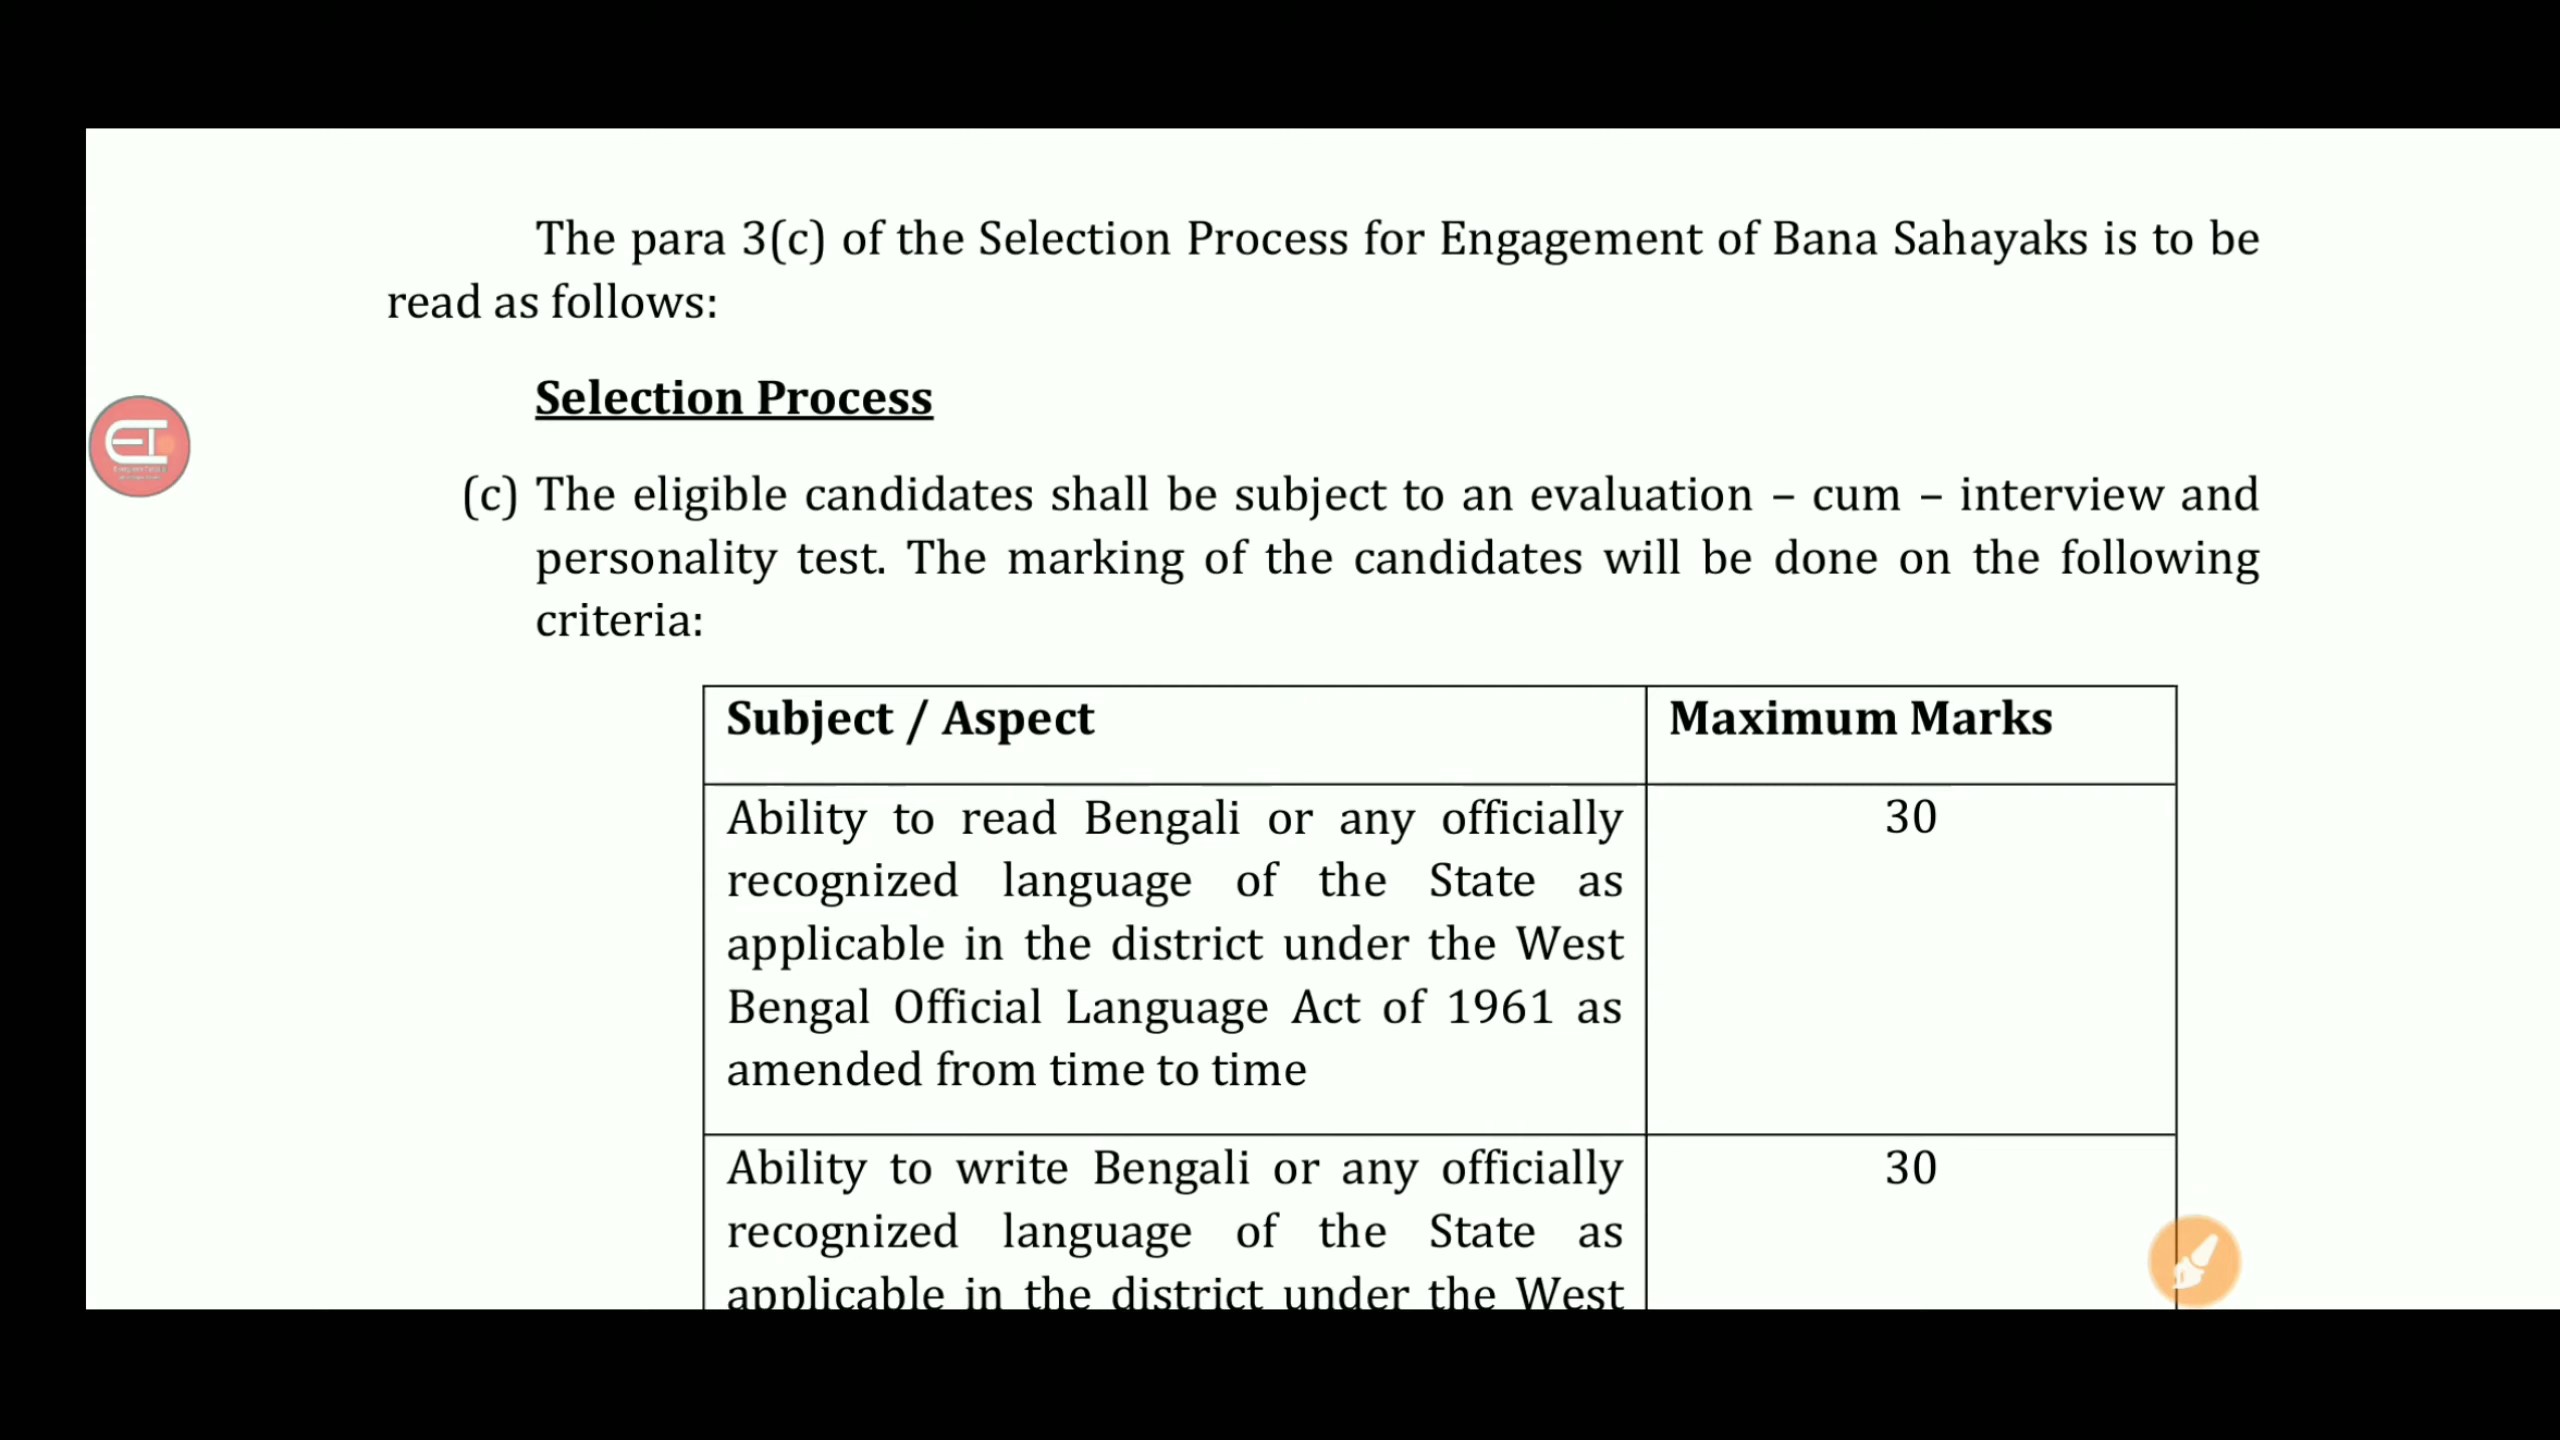 The para 3(c) of the Selection Process for Engagement of Bana Sahayaks is to be
read as follows:
Selection Process
(c) The eligible candidates shall be subject to an evaluation – cum – interview and
personality test. The marking of the candidates will be done on the following
criteria:
Subject / Aspect Maximum Marks
Ability to read Bengali or any officially 30
recognized language of the State as
applicable in the district under the West
Bengal Official Language Act of 1961 as
amended from time to time
Ability to write Bengali or any officially 30
recognized language of the State as
applicable in the district under the West